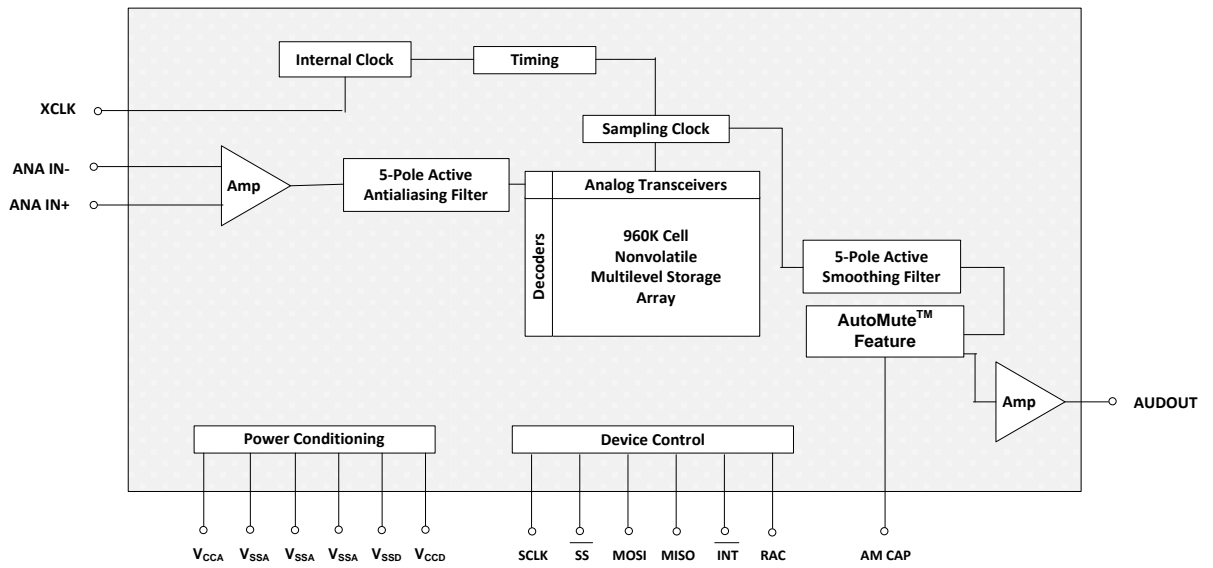 Internal Clock
Timing
XCLK
Sampling Clock
ANA IN-
ANA IN+
Amp
5-Pole Active
Antialiasing Filter
Analog Transceivers
Decoders
960K Cell
Nonvolatile
Multilevel Storage
Array
5-Pole Active
Smoothing Filter
AutoMute™
Feature
Amp
AUDOUT
Power Conditioning
Device Control
VCCA
VSSA
VSSA
VSSA
VSSD
VCCD
SCLK
SS
MOSI
MISO
INT
RAC
AM CAP